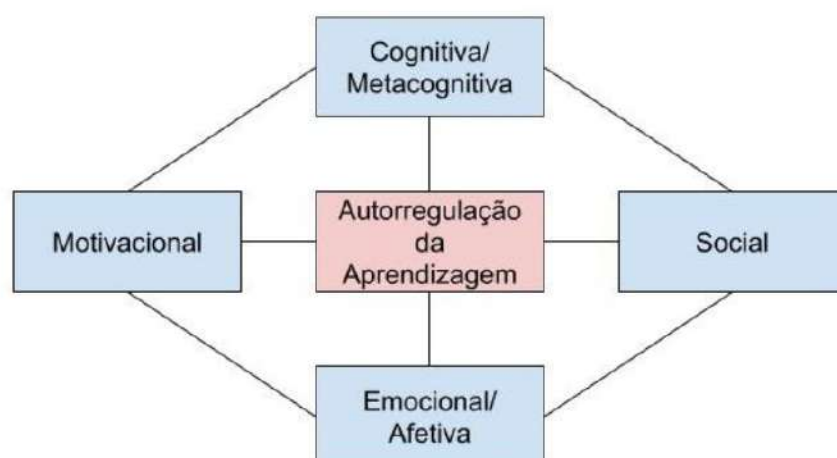 Cognitiva/
Metacognitiva
Motivacional
Autorregulação
da
Aprendizagem
Social
Emocional/
Afetiva